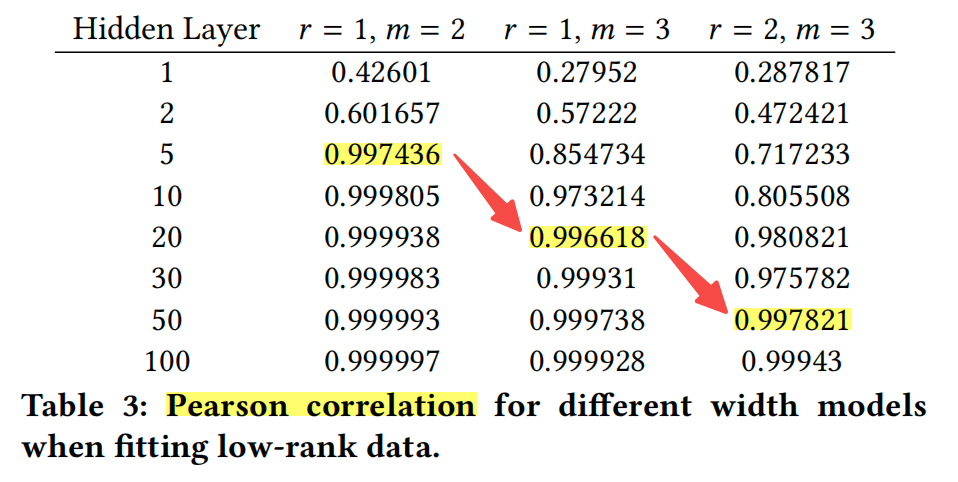 Hidden Layer r = 1, m = 2 r = 1, m = 3 r = 2, m = 3
1 0.42601 0.27952 0.287817
2 0.601657 0.57222 0.472421
5 0.997436 0.854734 0.717233
10 0.999805 0.973214 0.805508
20 0.999938 0.996618 0.980821
30 0.999983 0.99931 0.975782
50 0.999993 0.999738 0.997821
100 0.999997 0.999928 0.99943
Table 3: Pearson correlation for different width models
when fitting low-rank data.